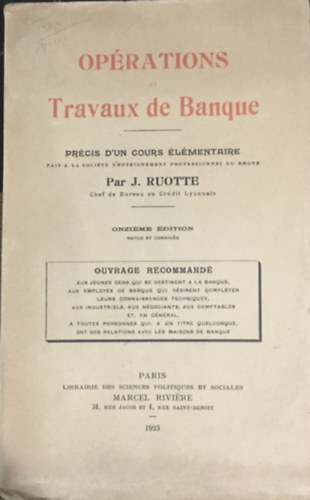 OPÉRATIONS
ET
Travaux de Banque
PRÉCIS D'UN COURS ÉLÉMENTAIRE
FAIT A LA SOCIÉTÉ D'ENSEIGNEMENT PROFESSIONNEL DU RHONE
Par J. RUOTTE
Chef de Bureau au Crédit Lyonnais
ONZIÈME ÉDITION
REVUE ET CORRIGÉE
OUVRAGE RECOMMANDÉ
AUX JEUNES GENS QUI SE DESTINENT A LA BANQUE,
AUX EMPLOYÉS DE BANQUE QUI DÉSIRENT COMPLÉTER
LEURS CONNAISSANCES TECHNIQUES,
AUX INDUSTRIELS, AUX NÉGOCIANTS, AUX COMPTABLES
ET, EN GÉNÉRAL,
A TOUTES PERSONNES QUI, A UN TITRE QUELCONQUE,
ONT DES RELATIONS AVEC LES MAISONS DE BANQUE
PARIS
LIBRAIRIE DES SCIENCES POLITIQUES ET SOCIALES
MARCEL RIVIÈRE
31, RUE JACOB ET 1, RUE SAINT-BENOIT
1923